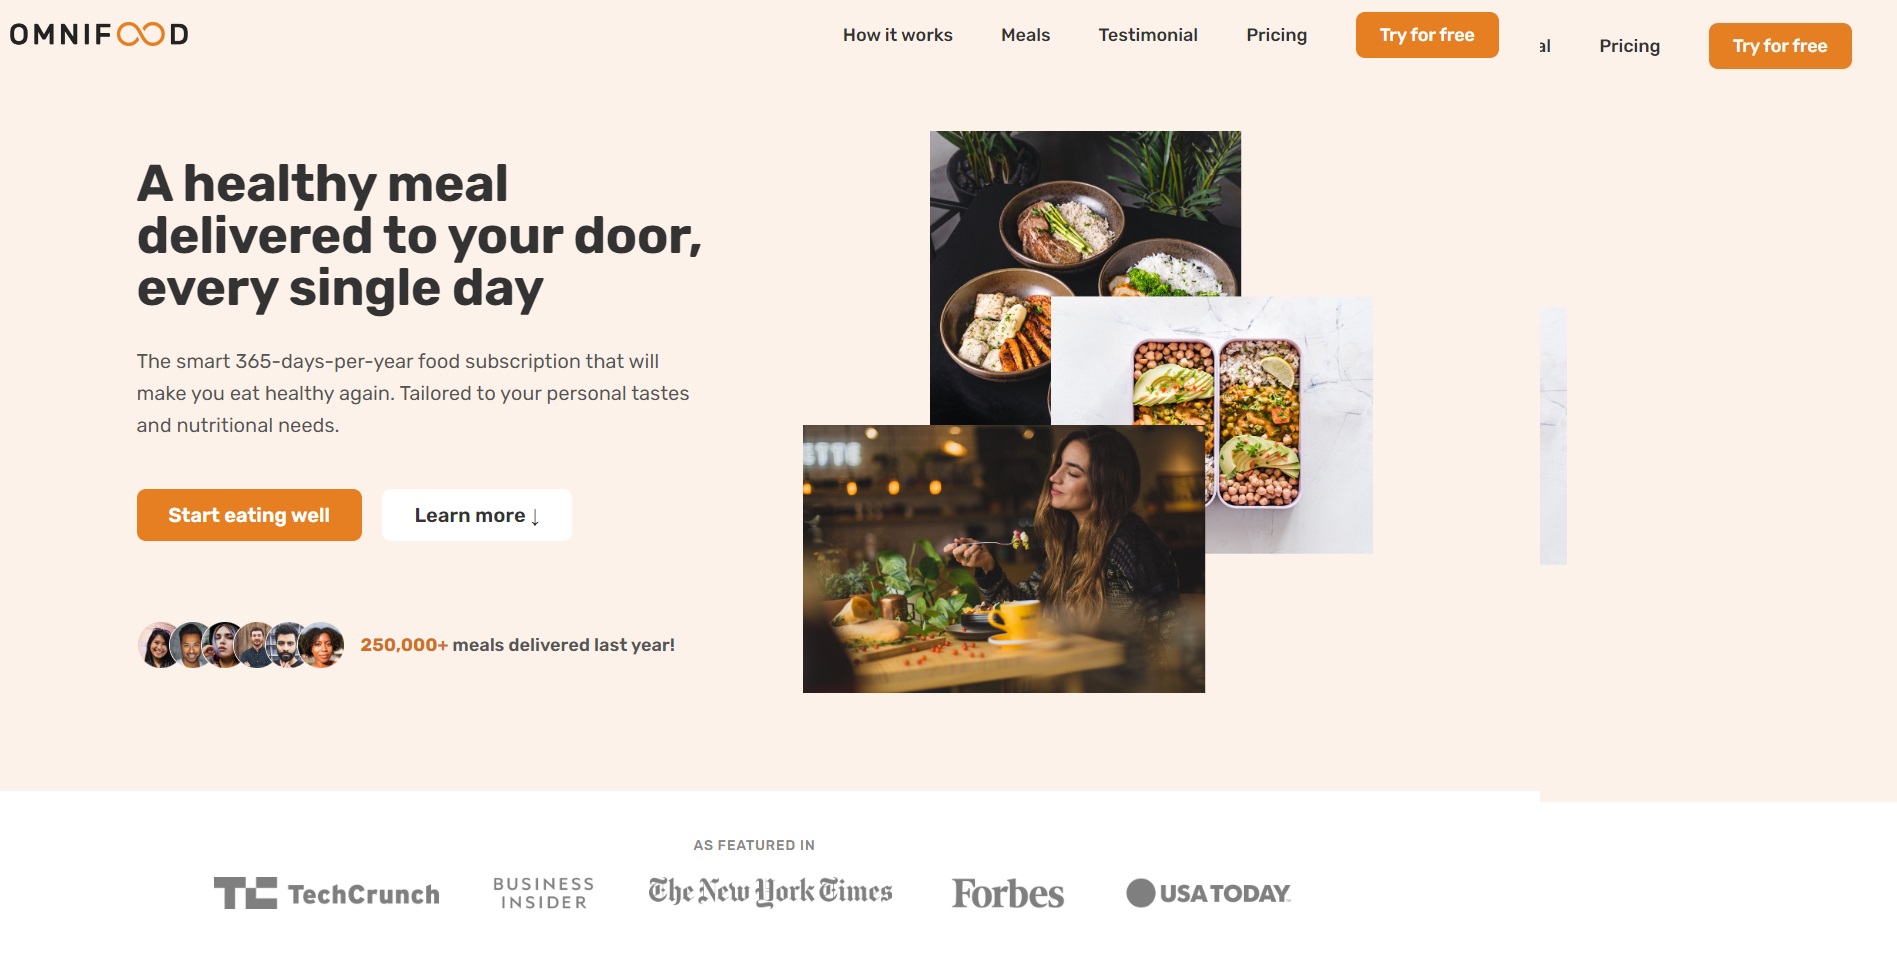 OMNIFOOD
How it works Meals Testimonial Pricing Try for free
al Pricing Try for free
A healthy meal
delivered to your door,
every single day
The smart 365-days-per-year food subscription that will
make you eat healthy again. Tailored to your personal tastes
and nutritional needs.
Start eating well Learn more ↓
250,000+ meals delivered last year!
ETTE
AS FEATURED IN
TC TechCrunch
BUSINESS
INSIDER
The New York Times
Forbes
USA TODAY